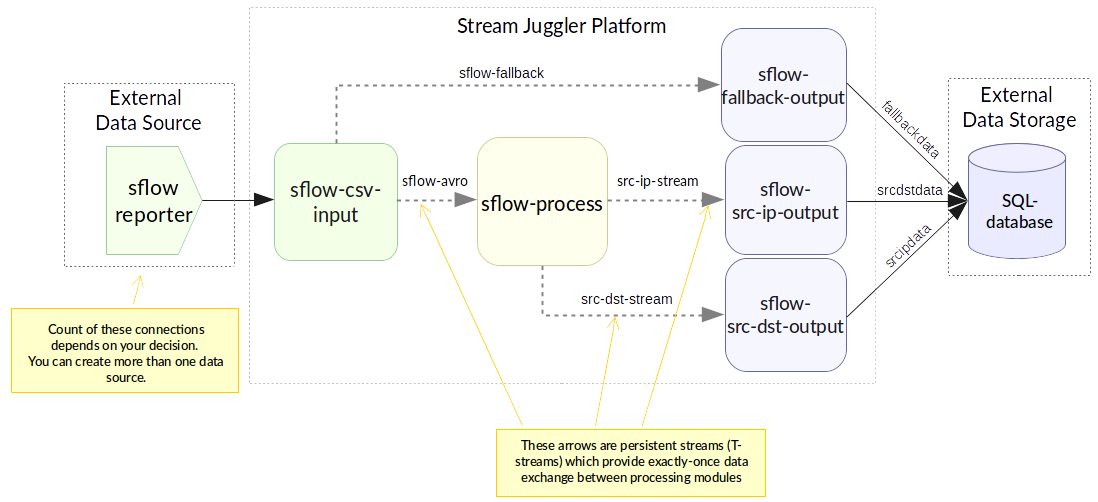 Stream Juggler Platform
External
Data Source
sflow
reporter
sflow-fallback
sflow-csv-
input
sflow-avro
sflow-process
src-ip-stream
src-dst-stream
sflow-
fallback-output
sflow-
src-ip-output
sflow-
src-dst-output
fallbackdata
srcdstdata
srcipdata
External
Data Storage
SQL-
database
Count of these connections
depends on your decision.
You can create more than one data
source.
These arrows are persistent streams (T-
streams) which provide exactly-once data
exchange between processing modules